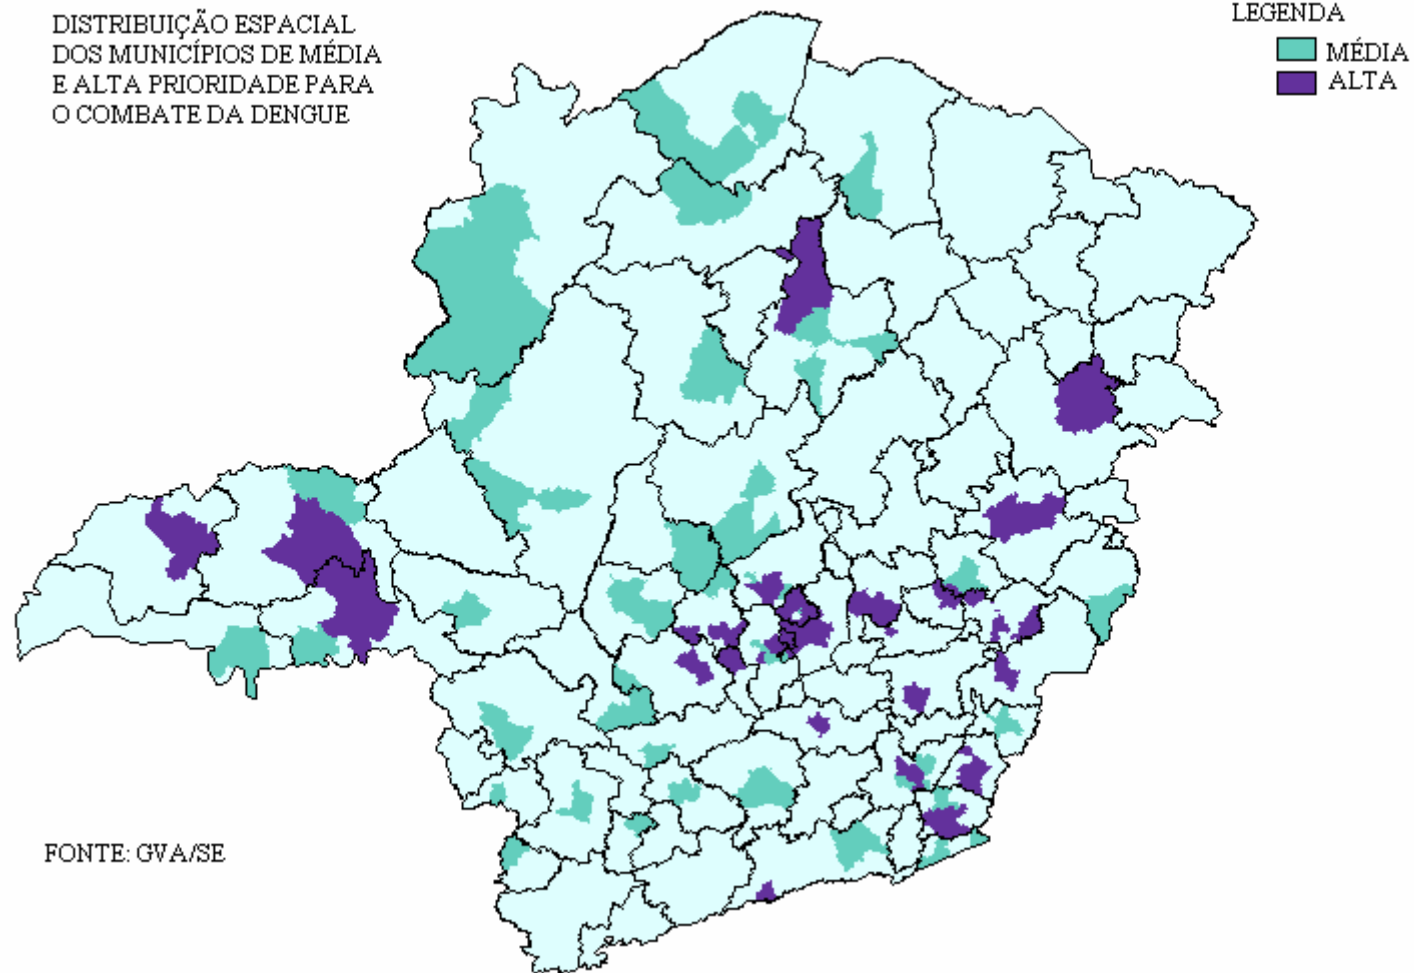 DISTRIBUIÇÃO ESPACIAL
DOS MUNICÍPIOS DE MÉDIA
E ALTA PRIORIDADE PARA
O COMBATE DA DENGUE
LEGENDA
MÉDIA
ALTA
FONTE: GVA/SE